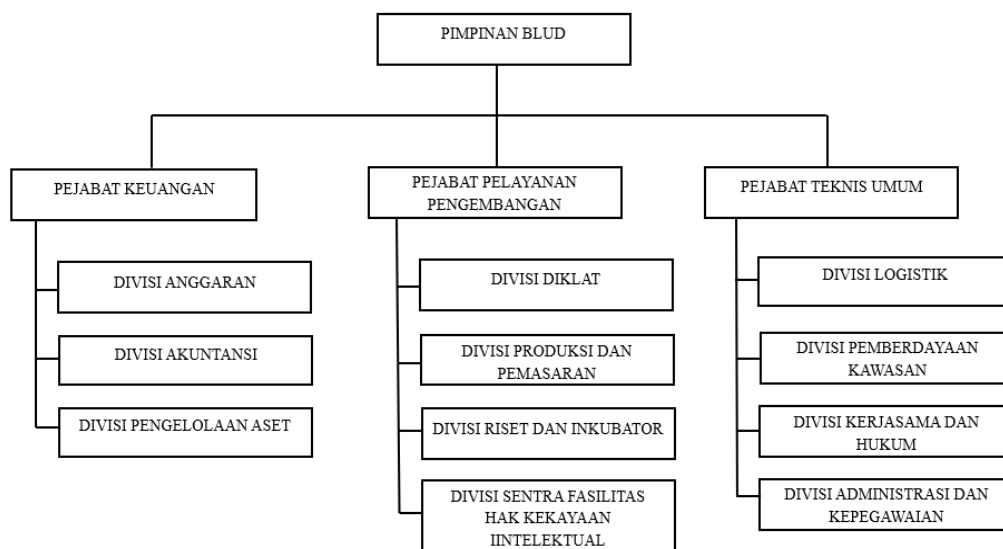 PIMPINAN BLUD
PEJABAT KEUANGAN
DIVISI ANGGARAN
DIVISI AKUNTANSI
DIVISI PENGELOLAAN ASET
PEJABAT PELAYANAN
PENGEMBANGAN
DIVISI DIKLAT
DIVISI PRODUKSI DAN
PEMASARAN
DIVISI RISET DAN INKUBATOR
DIVISI SENTRA FASILITAS
HAK KEKAYAAN
IINTELEKTUAL
PEJABAT TEKNIS UMUM
DIVISI LOGISTIK
DIVISI PEMBERDAYAAN
KAWASAN
DIVISI KERJASAMA DAN
HUKUM
DIVISI ADMINISTRASI DAN
KEPEGAWAIAN